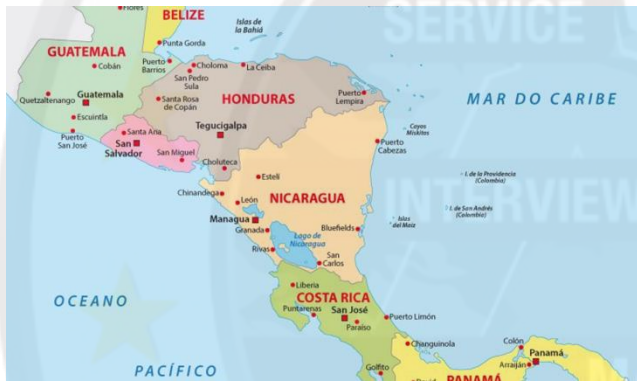 Flores
BELIZE
SERVICE
Islas de
la Bahiá
GUATEMALA
Punta Gorda
Cobán
Puerto
Barrios
Choloma
La Ceiba
San Pedro
Sula
Quetzaltenango
Guatemala
Santa Rosa
de Copán
HONDURAS
Puerto
Lempira
MAR DO CARIBE
Escuintla
Puerto
San José
Santa Ana
San
Salvador
Tegucigalpa
Cayos
Miskitos
San Miguel
Choluteca
Puerto
Cabezas
Estelí
I. de la Providencia
(Colombia)
Chinandega
León
NICARAGUA
INTERVIEW
I. de San Andrés
(Colombia)
Managua
Granada
Bluefields
Islas
del Maíz
Lago de
Nicaragua
Rivas
San
Carlos
OCEANO
Liberia
COSTA RICA
Puntarenas
San José
Paraíso
Puerto Limón
Changuinola
Colón
Panamá
Arraiján
PACÍFICO
Golfito
David
PANAMÁ